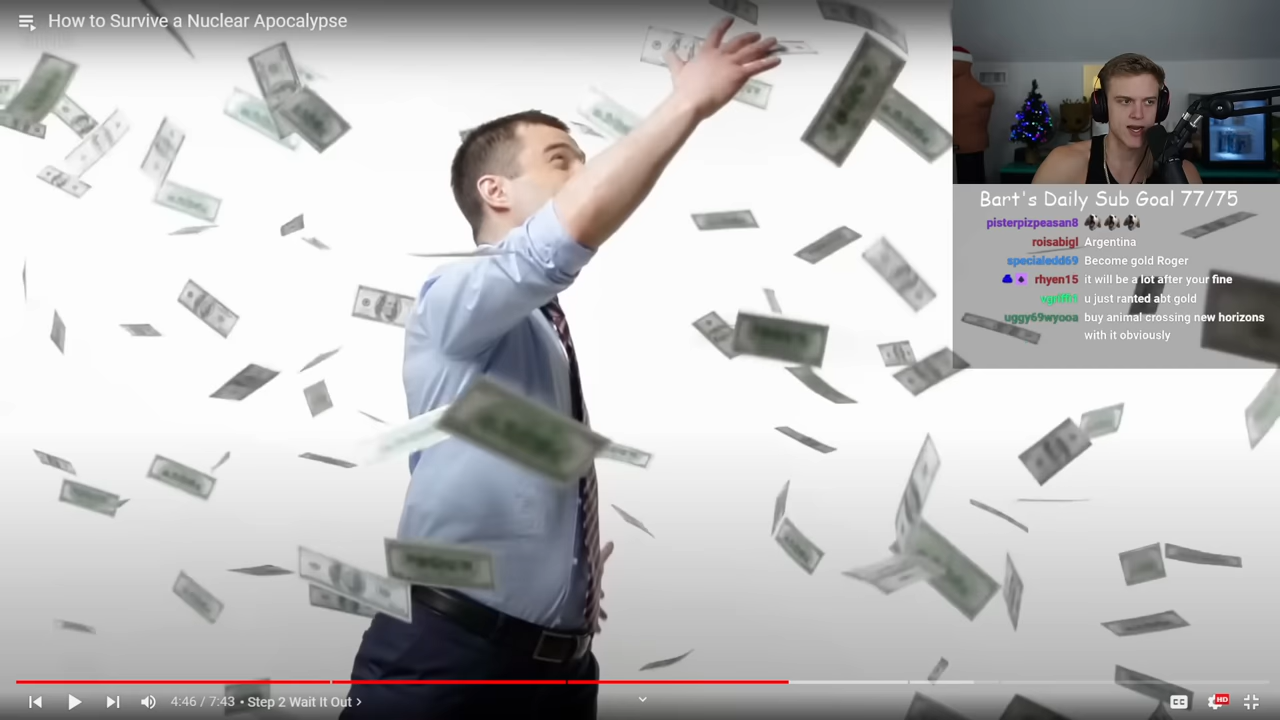 How to Survive a Nuclear Apocalypse
Bart's Daily Sub Goal 77/75
pisterpizpeasan8
roisabigl Argentina
specialedd69 Become gold Roger
rhyen15 it will be a lot after your fine
u just ranted abt gold
uggy69wyooa buy animal crossing new horizons
with it obviously
4:46 / 7:43 • Step 2 Wait It Out >
CC
HD